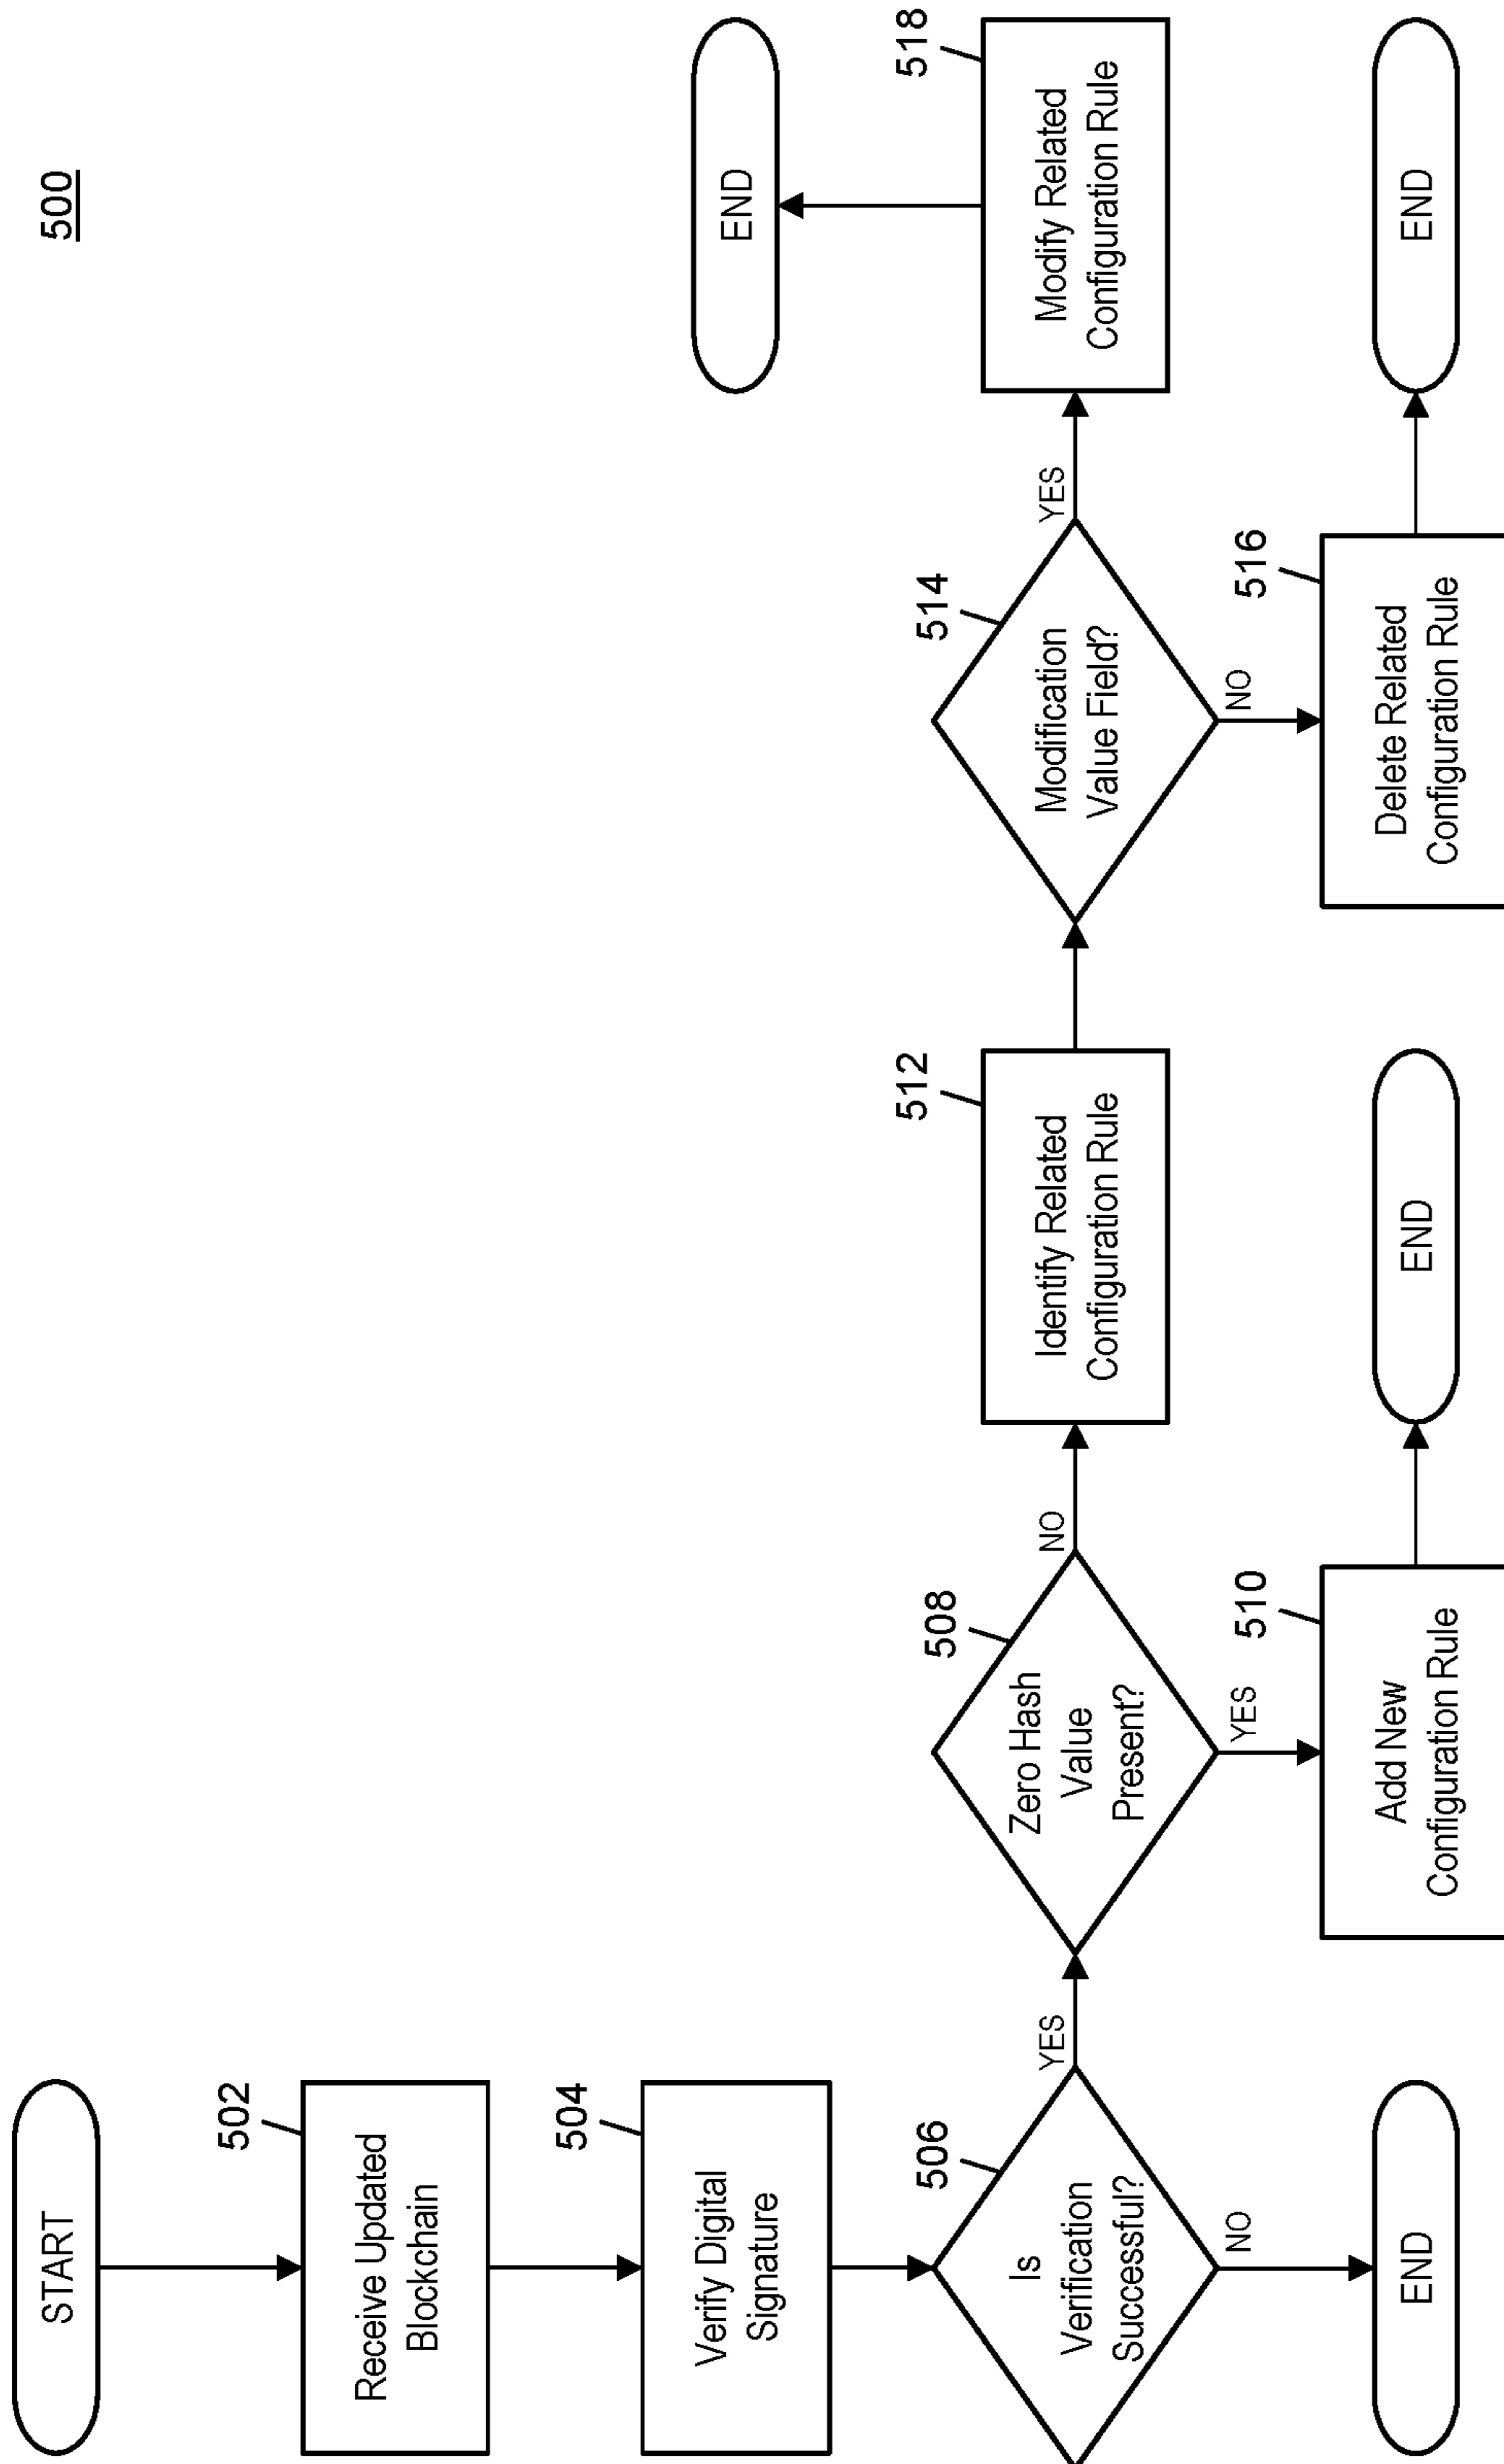 500
START
502
Receive Updated
Blockchain
504
Verify Digital
Signature
506
Is
Verification
Successful?
NO
END
YES
508
Zero Hash
Value
Present?
YES
510
Add New
Configuration Rule
END
NO
512
Identify Related
Configuration Rule
514
Modification
Value Field?
NO
516
Delete Related
Configuration Rule
END
YES
518
Modify Related
Configuration Rule
END